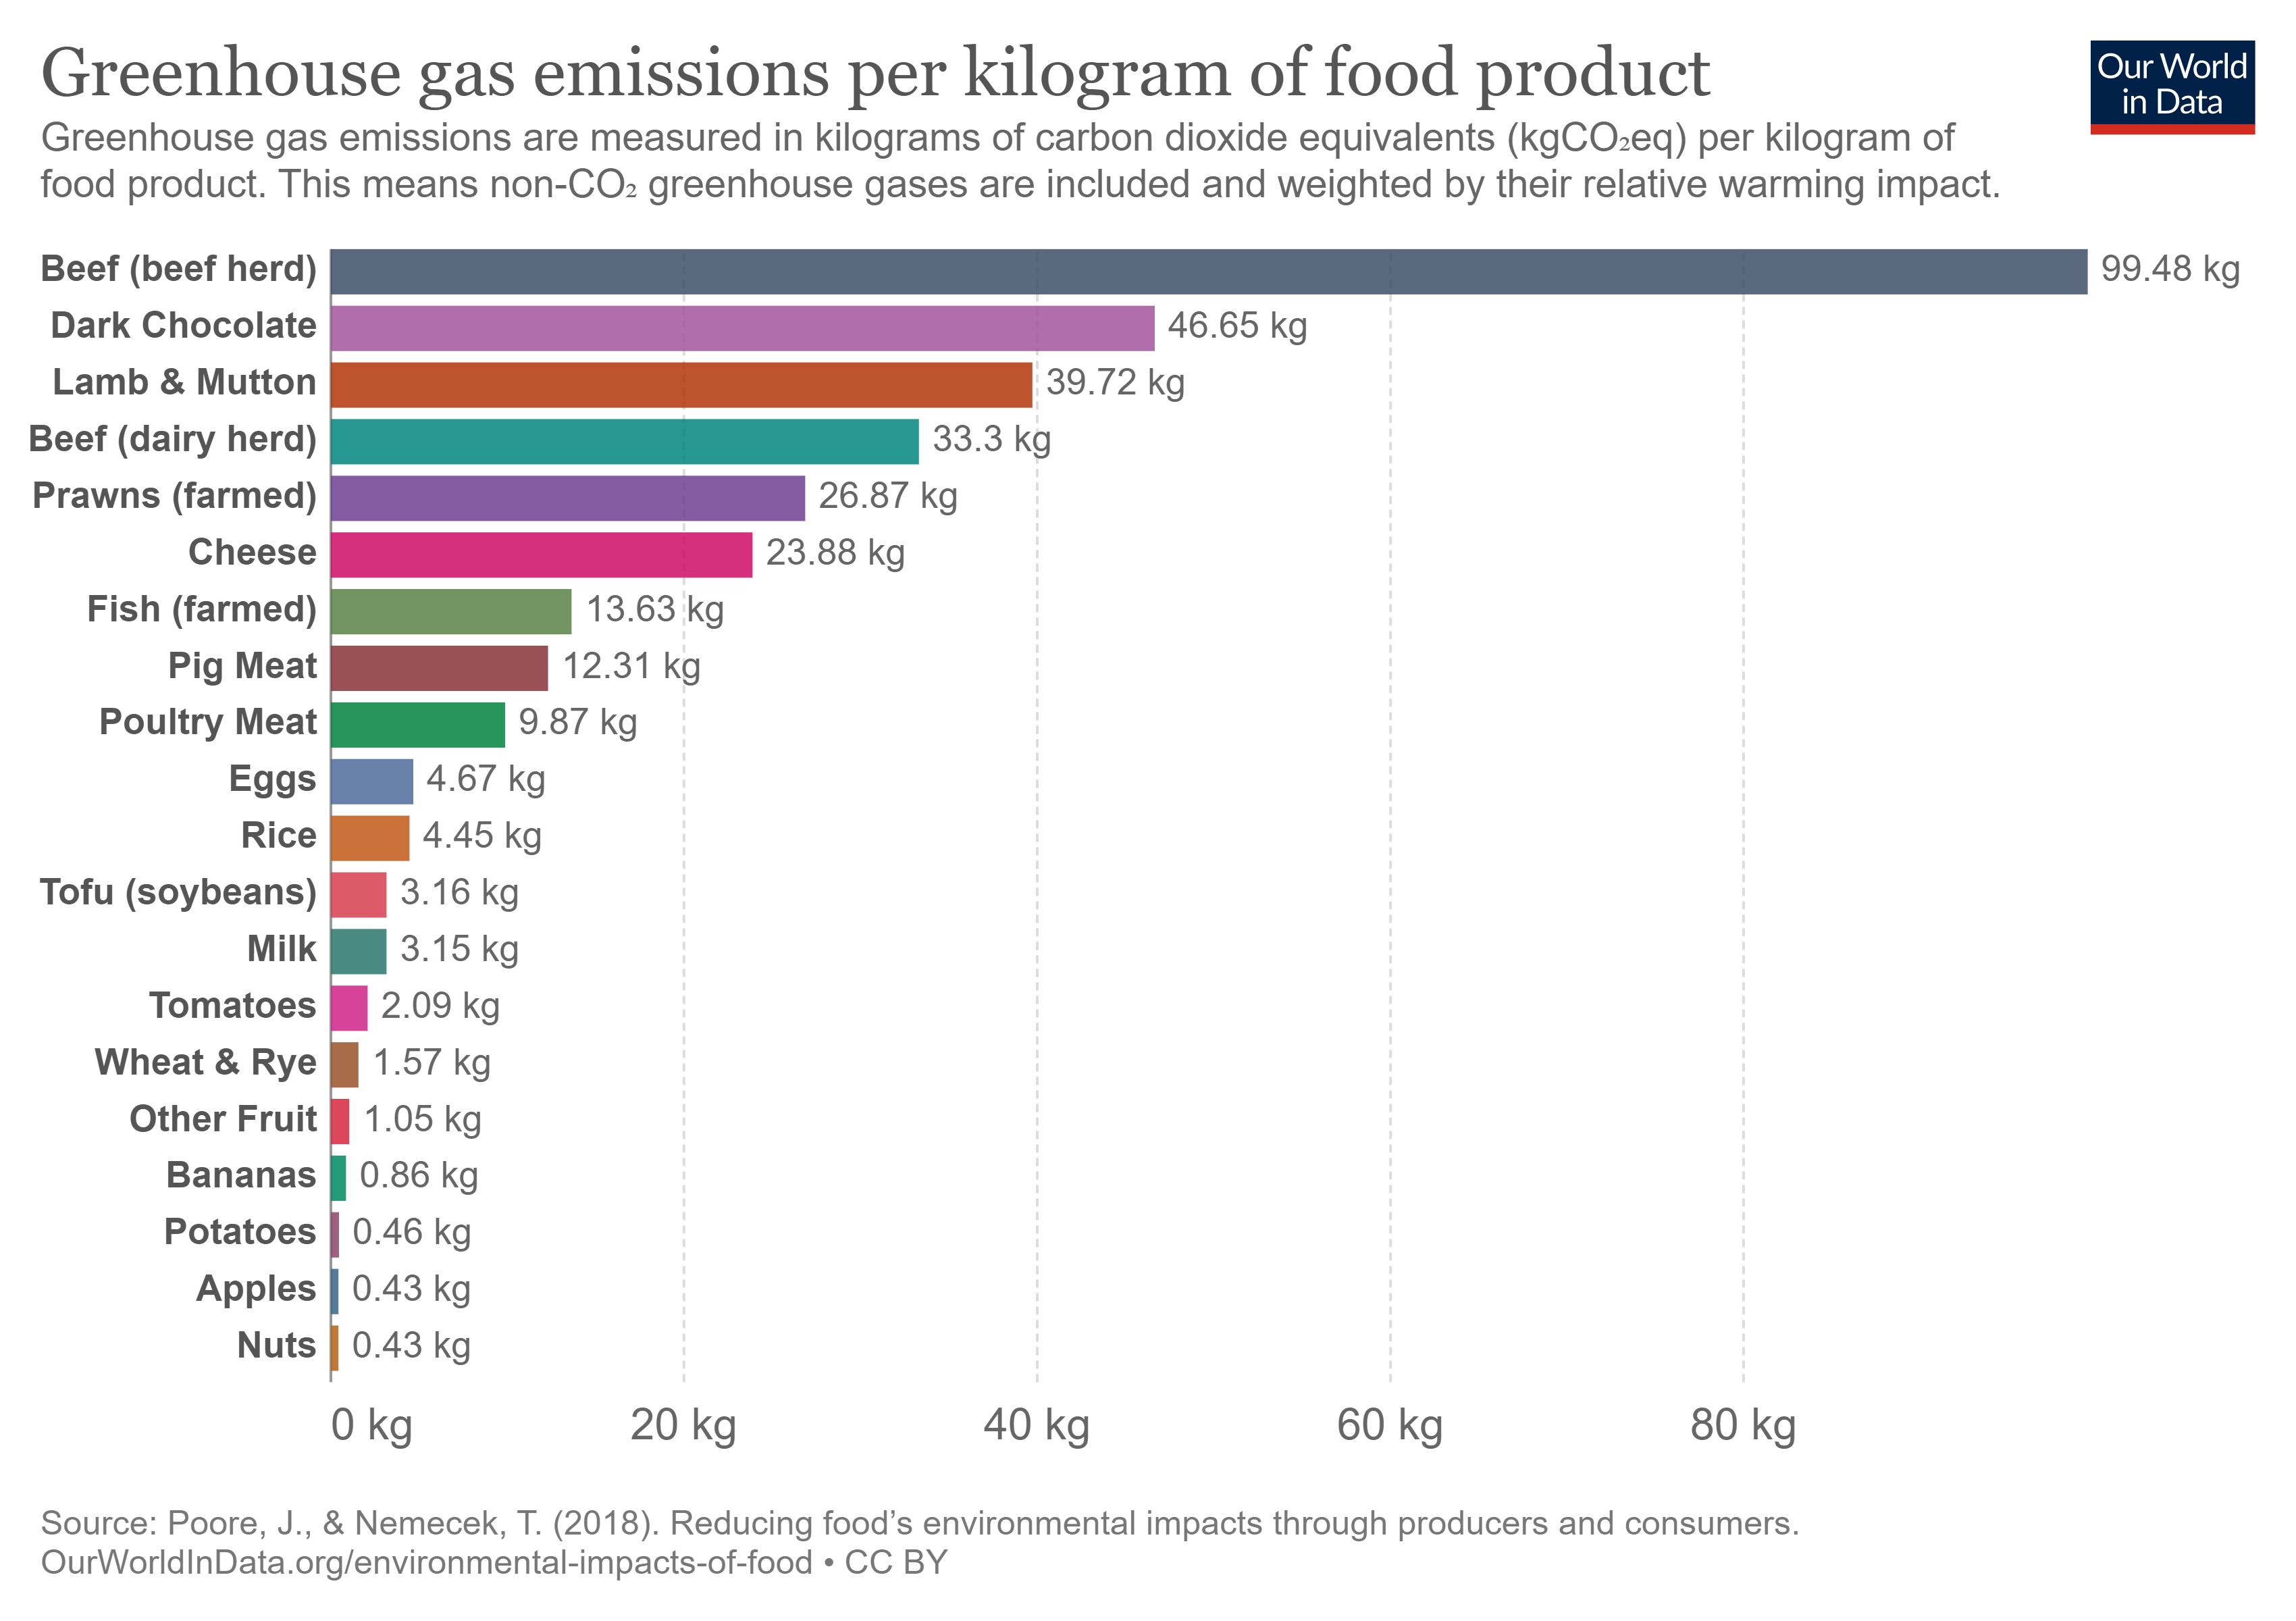 Greenhouse gas emissions per kilogram of food product
Our World
in Data
Greenhouse gas emissions are measured in kilograms of carbon dioxide equivalents (kgCO₂eq) per kilogram of
food product. This means non-CO₂ greenhouse gases are included and weighted by their relative warming impact.
Beef (beef herd) 99.48 kg
Dark Chocolate 46.65 kg
Lamb & Mutton 39.72 kg
Beef (dairy herd) 33.3 kg
Prawns (farmed) 26.87 kg
Cheese 23.88 kg
Fish (farmed) 13.63 kg
Pig Meat 12.31 kg
Poultry Meat 9.87 kg
Eggs 4.67 kg
Rice 4.45 kg
Tofu (soybeans) 3.16 kg
Milk 3.15 kg
Tomatoes 2.09 kg
Wheat & Rye 1.57 kg
Other Fruit 1.05 kg
Bananas 0.86 kg
Potatoes 0.46 kg
Apples 0.43 kg
Nuts 0.43 kg
0 kg 20 kg 40 kg 60 kg 80 kg
Source: Poore, J., & Nemecek, T. (2018). Reducing food’s environmental impacts through producers and consumers.
OurWorldInData.org/environmental-impacts-of-food • CC BY